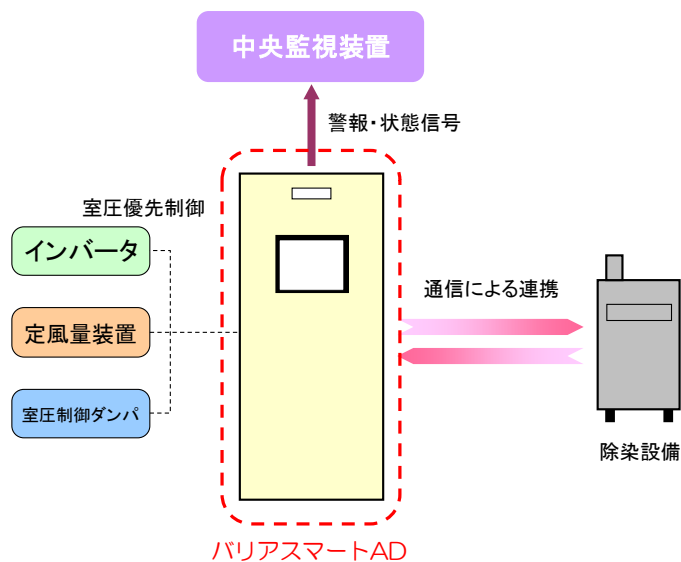 中央監視装置
警報・状態信号
室圧優先制御
インバータ
定風量装置
室圧制御ダンパ
通信による連携
除染設備
バリアスマートAD